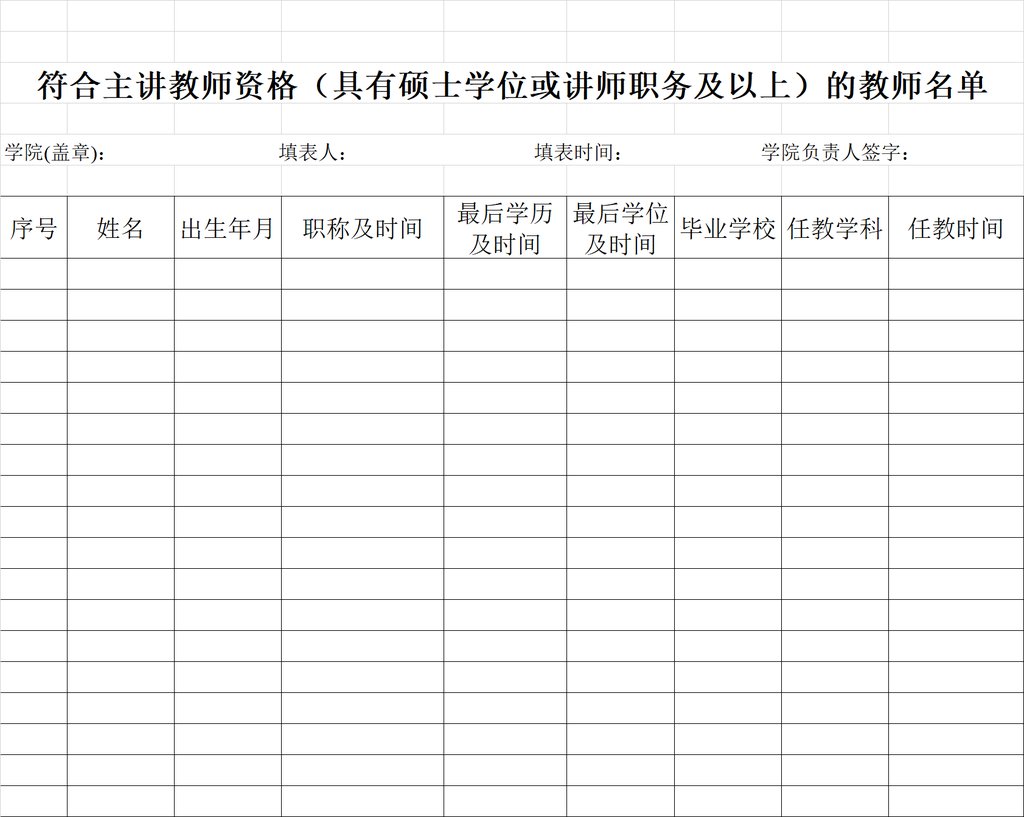 符合主讲教师资格（具有硕士学位或讲师职务及以上）的教师名单
学院(盖章)： 填表人： 填表时间： 学院负责人签字：
序号 姓名 出生年月 职称及时间 最后学历及时间 最后学位及时间 毕业学校 任教学科 任教时间